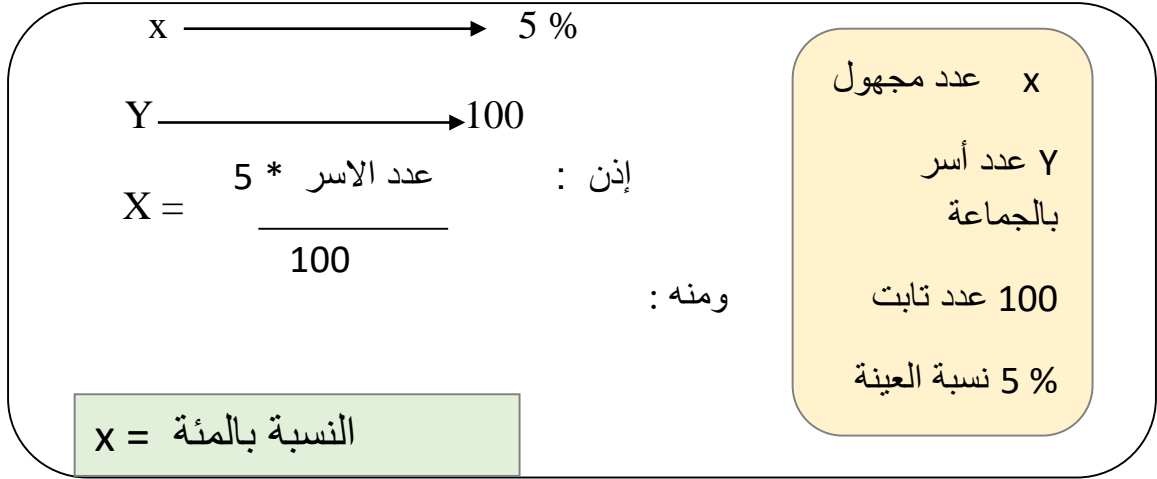 x 5 %
Y 100
إذن :
X = عدد الاسر * 5
100
ومنه :
x = النسبة بالمئة
x عدد مجهول
Y عدد أسر
بالجماعة
100 عدد تابت
% 5 نسبة العينة